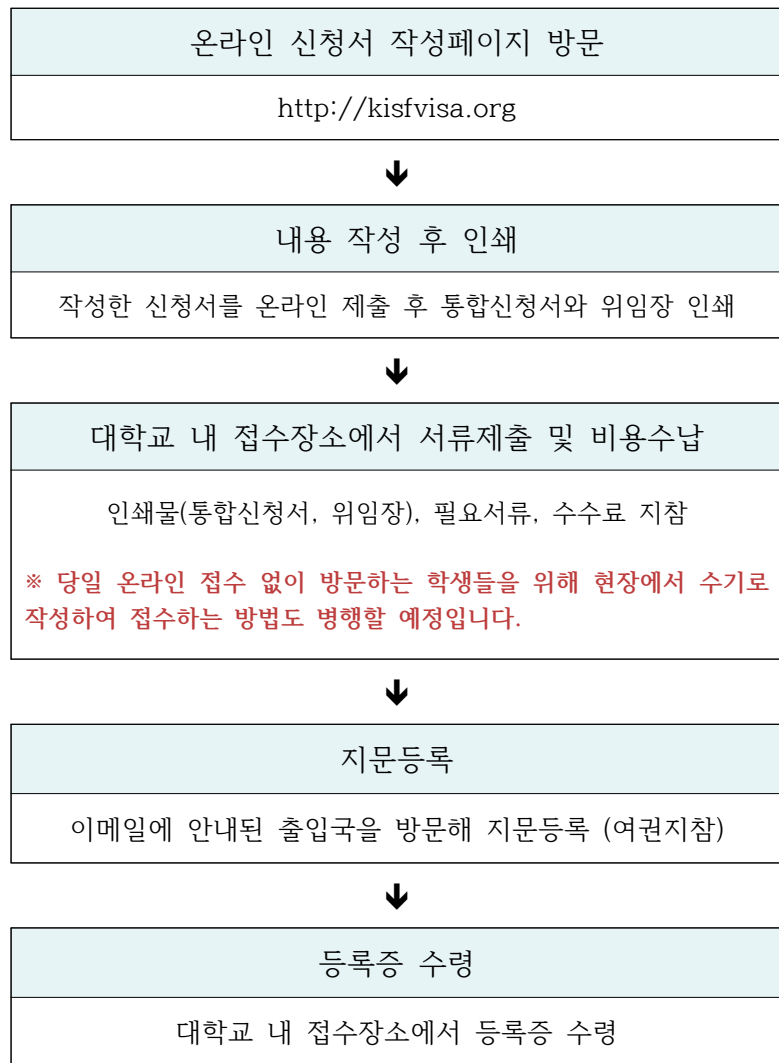 온라인 신청서 작성페이지 방문
http://kisfvisa.org
내용 작성 후 인쇄
작성한 신청서를 온라인 제출 후 통합신청서와 위임장 인쇄
대학교 내 접수장소에서 서류제출 및 비용수납
인쇄물(통합신청서, 위임장), 필요서류, 수수료 지참
※ 당일 온라인 접수 없이 방문하는 학생들을 위해 현장에서 수기로
작성하여 접수하는 방법도 병행할 예정입니다.
지문등록
이메일에 안내된 출입국을 방문해 지문등록 (여권지참)
등록증 수령
대학교 내 접수장소에서 등록증 수령